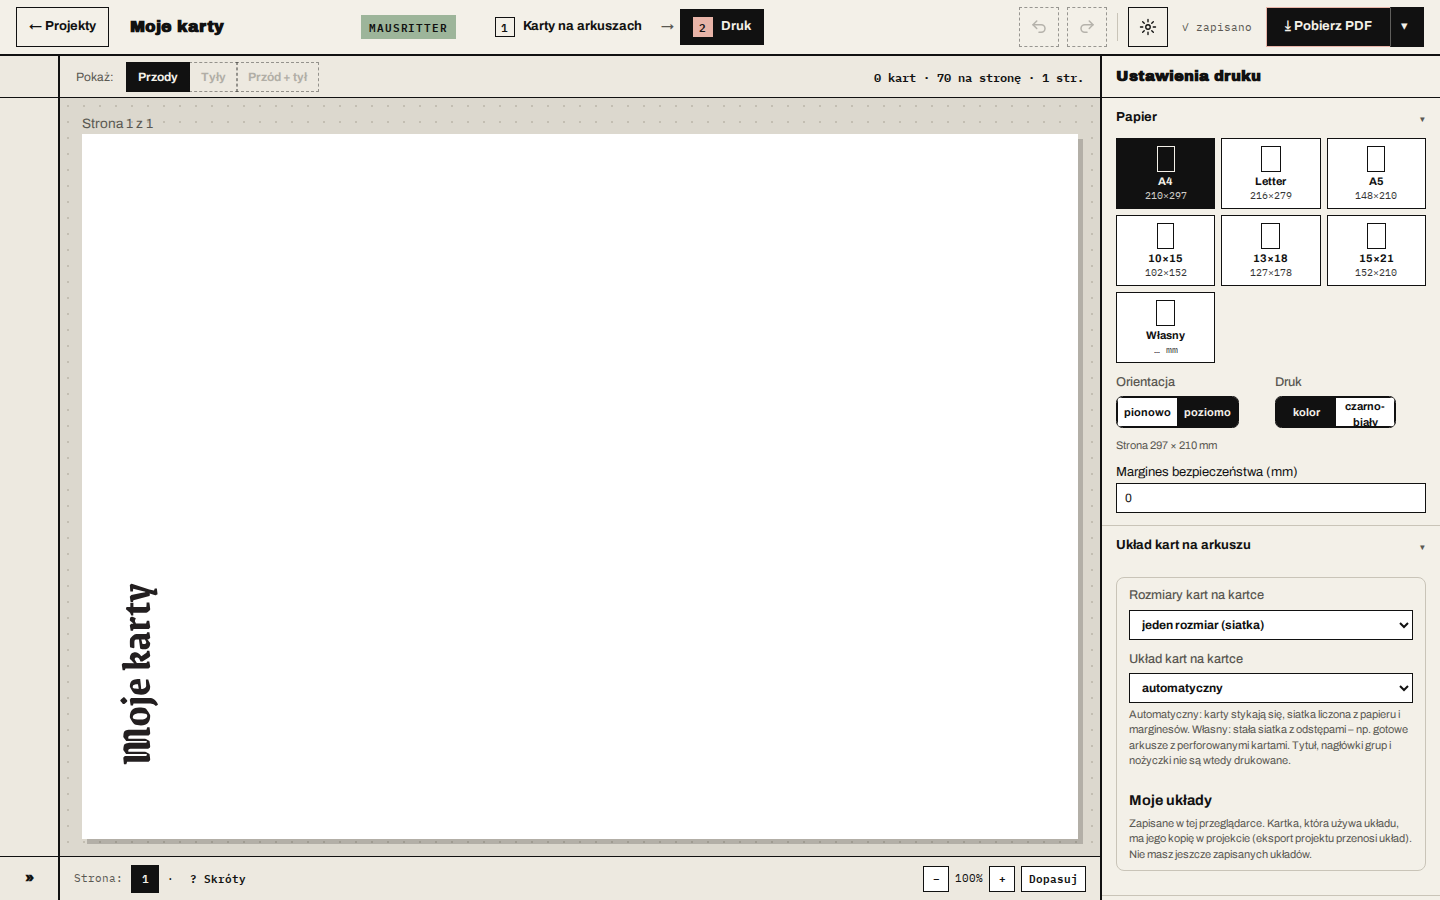 ← Projekty
Moje karty
MAUSRITTER
1 Karty na arkuszach → 2 Druk
√ zapisano
⤓ Pobierz PDF ▾
Pokaż: Przody Tyły Przód + tył
0 kart · 70 na stronę · 1 str.
Strona 1 z 1
Moje karty
Strona: 1 · ? Skróty
− 100% + Dopasuj
»
Ustawienia druku
Papier ▾
A4
210×297
Letter
216×279
A5
148×210
10×15
102×152
13×18
127×178
15×21
152×210
Własny
… mm
Orientacja
pionowo poziomo
Druk
kolor czarno-
biały
Strona 297 × 210 mm
Margines bezpieczeństwa (mm)
0
Układ kart na arkuszu ▾
Rozmiary kart na kartce
jeden rozmiar (siatka)
Układ kart na kartce
automatyczny
Automatyczny: karty stykają się, siatka liczona z papieru i
marginesów. Własny: stała siatka z odstępami – np. gotowe
arkusze z perforowanymi kartami. Tytuł, nagłówki grup i
nożyczki nie są wtedy drukowane.
Moje układy
Zapisane w tej przeglądarce. Kartka, która używa układu,
ma jego kopię w projekcie (eksport projektu przenosi układ).
Nie masz jeszcze zapisanych układów.